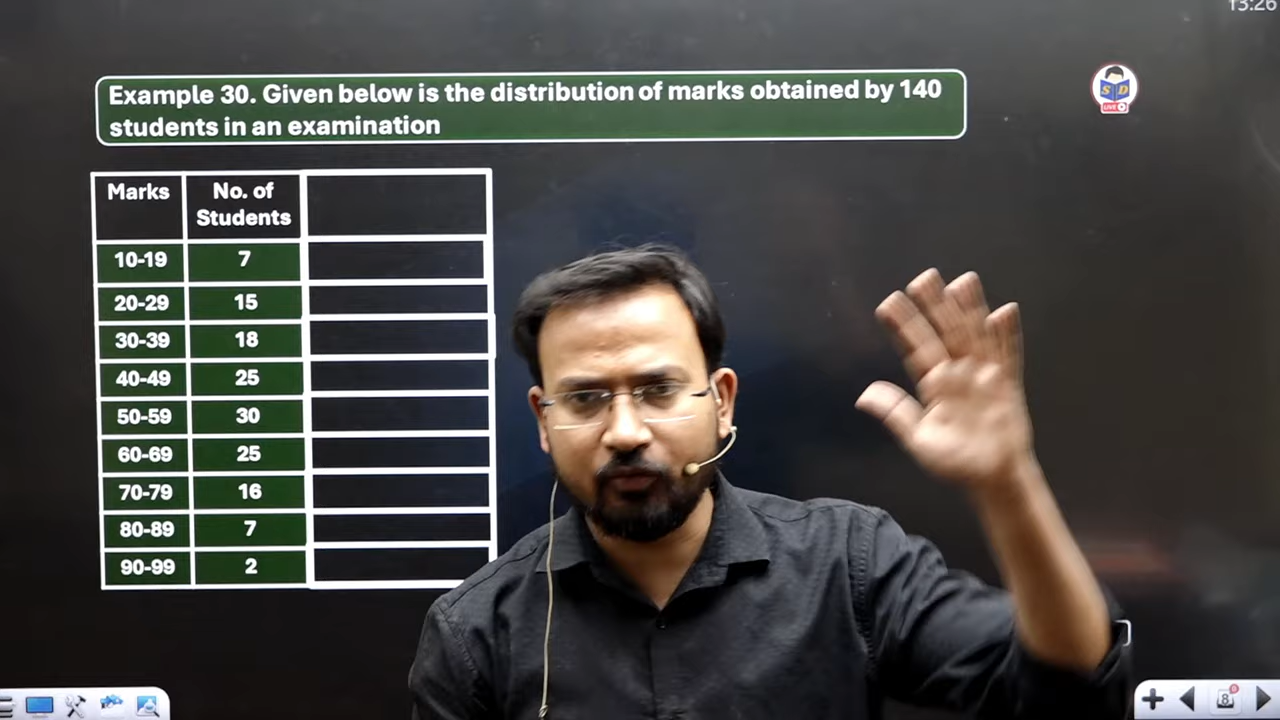 13:26
Example 30. Given below is the distribution of marks obtained by 140
students in an examination
SD
LIVE
Marks No. of
Students
10-19 7
20-29 15
30-39 18
40-49 25
50-59 30
60-69 25
70-79 16
80-89 7
90-99 2
8